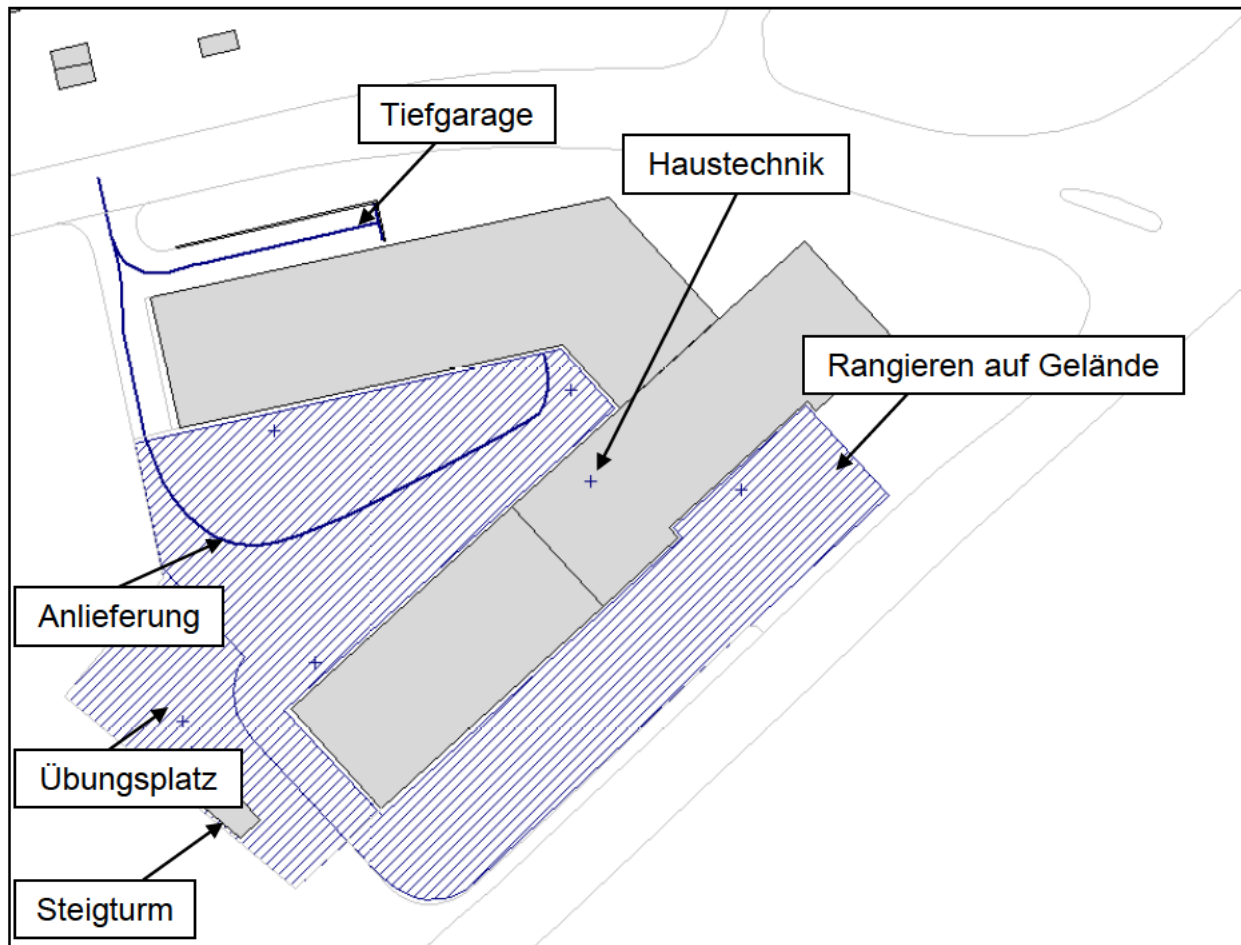 Tiefgarage
Haustechnik
Rangieren auf Gelände
Anlieferung
Übungsplatz
Steigturm